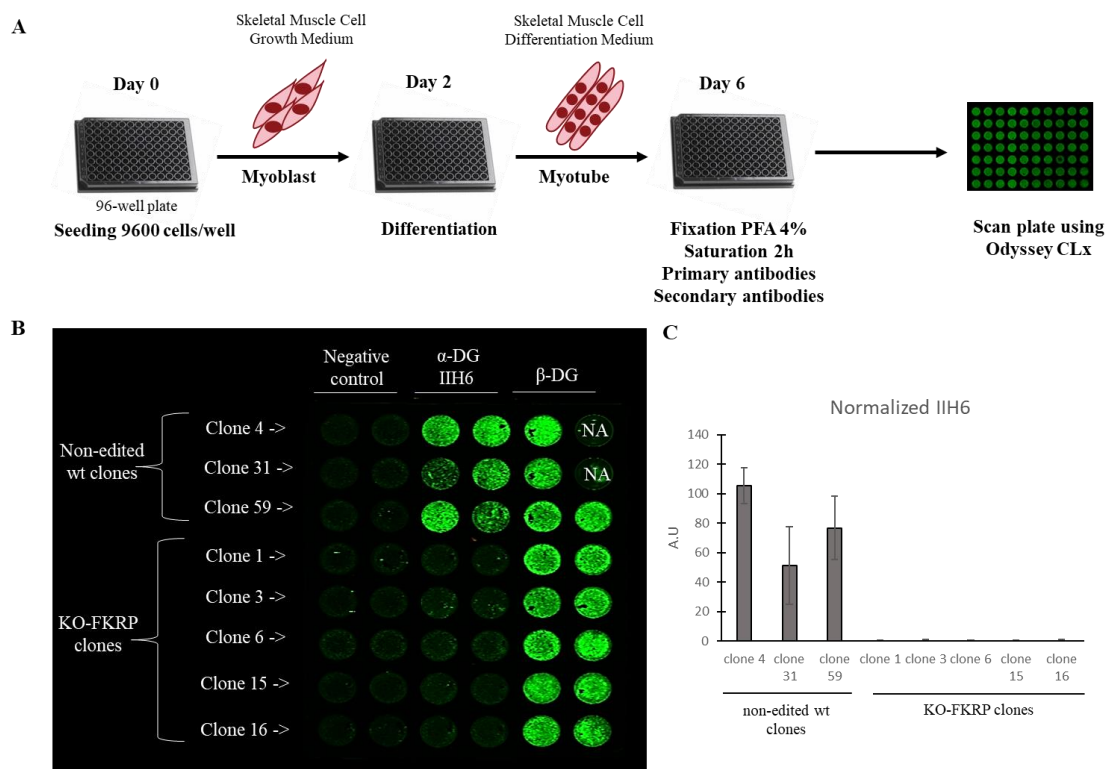 A
Skeletal Muscle Cell
Growth Medium
Skeletal Muscle Cell
Differentiation Medium
Day 0
Day 2
Day 6
Myoblast
Myotube
96-well plate
Seeding 9600 cells/well
Differentiation
Fixation PFA 4%
Saturation 2h
Primary antibodies
Secondary antibodies
Scan plate using
Odyssey CLx
B
Negative
control
α-DG
IIH6
β-DG
Non-edited
wt clones
Clone 4 ->
NA
Clone 31 ->
NA
Clone 59 ->
KO-FKRP
clones
Clone 1 ->
Clone 3 ->
Clone 6 ->
Clone 15 ->
Clone 16 ->
C
Normalized IIH6
A.U
140
120
100
80
60
40
20
0
clone 4
clone
31
clone
59
clone 1
clone 3
clone 6
clone
15
clone
16
non-edited wt
clones
KO-FKRP clones